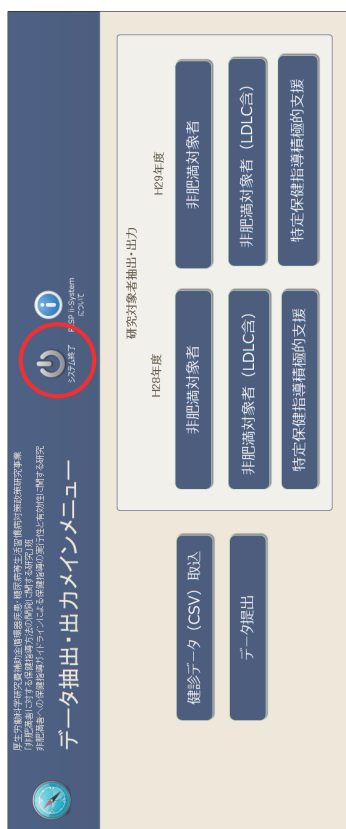 厚生労働科学研究費補助金循環器疾患・糖尿病等生活習慣病対策政策研究事業
「非肥満者に対する保健指導方法の開発に関する研究」班
非肥満者への保健指導ガイドラインによる保健指導の実行性と有効性に関する研究
データ抽出・出力メインメニュー
システム終了
について
健診データ（CSV）取込
データ提出
研究対象者抽出・出力
H28年度
非肥満対象者
非肥満対象者（LDLC含）
特定保健指導積極的支援
H29年度
非肥満対象者
非肥満対象者（LDLC含）
特定保健指導積極的支援